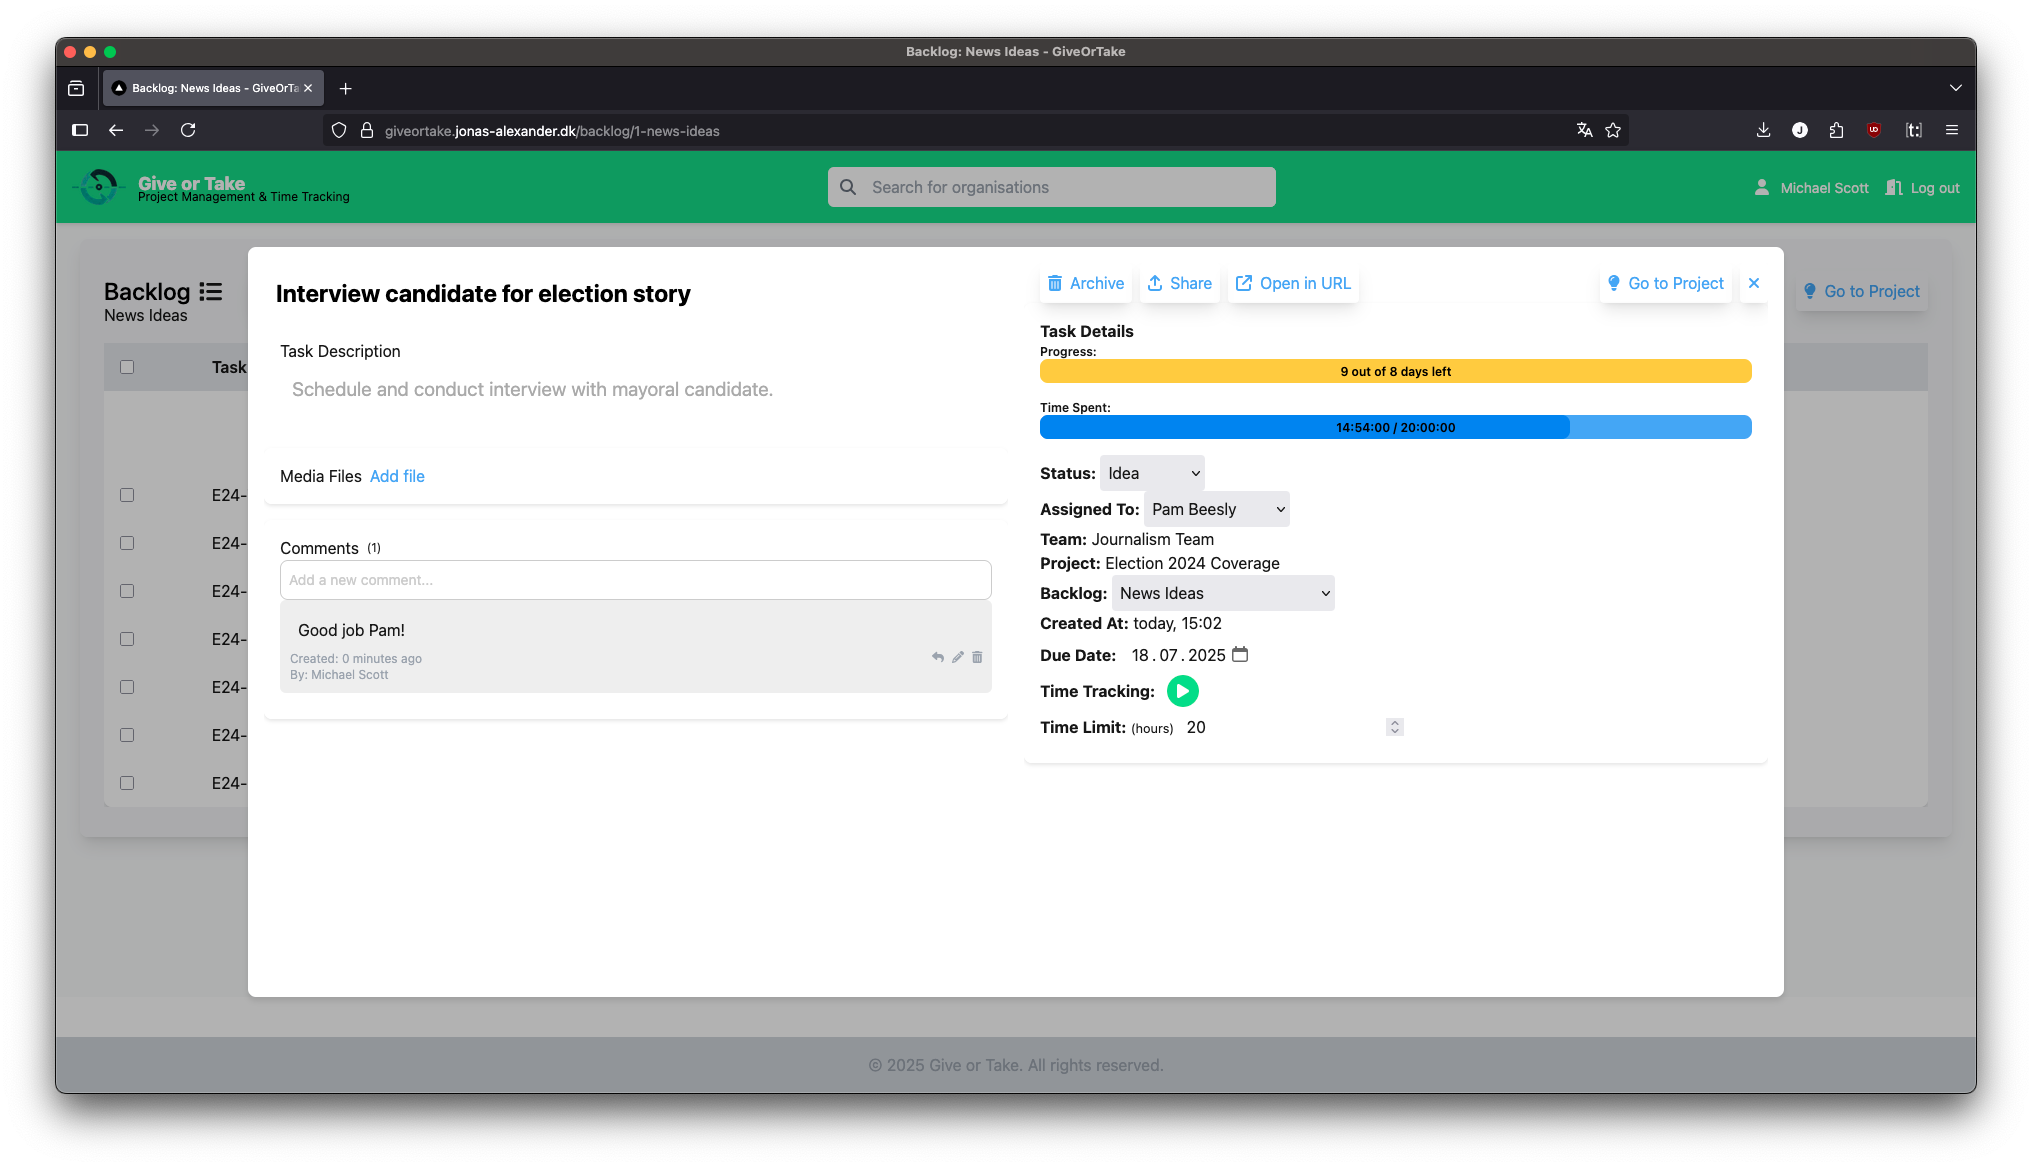 Backlog: News Ideas - GiveOrTake
Backlog: News Ideas - GiveOrTa
giveortake.jonas-alexander.dk/backlog/1-news-ideas
J
UD
[t:]
Give or Take
Project Management & Time Tracking
Search for organisations
Michael Scott
Log out
Backlog
News Ideas
Go to Project
Task
E24-
E24-
E24-
E24-
E24-
E24-
E24-
Interview candidate for election story
Task Description
Schedule and conduct interview with mayoral candidate.
Media Files Add file
Comments (1)
Add a new comment...
Good job Pam!
Created: 0 minutes ago
By: Michael Scott
Archive
Share
Open in URL
Go to Project
Task Details
Progress:
9 out of 8 days left
Time Spent:
14:54:00 / 20:00:00
Status: Idea
Assigned To: Pam Beesly
Team: Journalism Team
Project: Election 2024 Coverage
Backlog: News Ideas
Created At: today, 15:02
Due Date: 18.07.2025
Time Tracking:
Time Limit: (hours) 20
© 2025 Give or Take. All rights reserved.